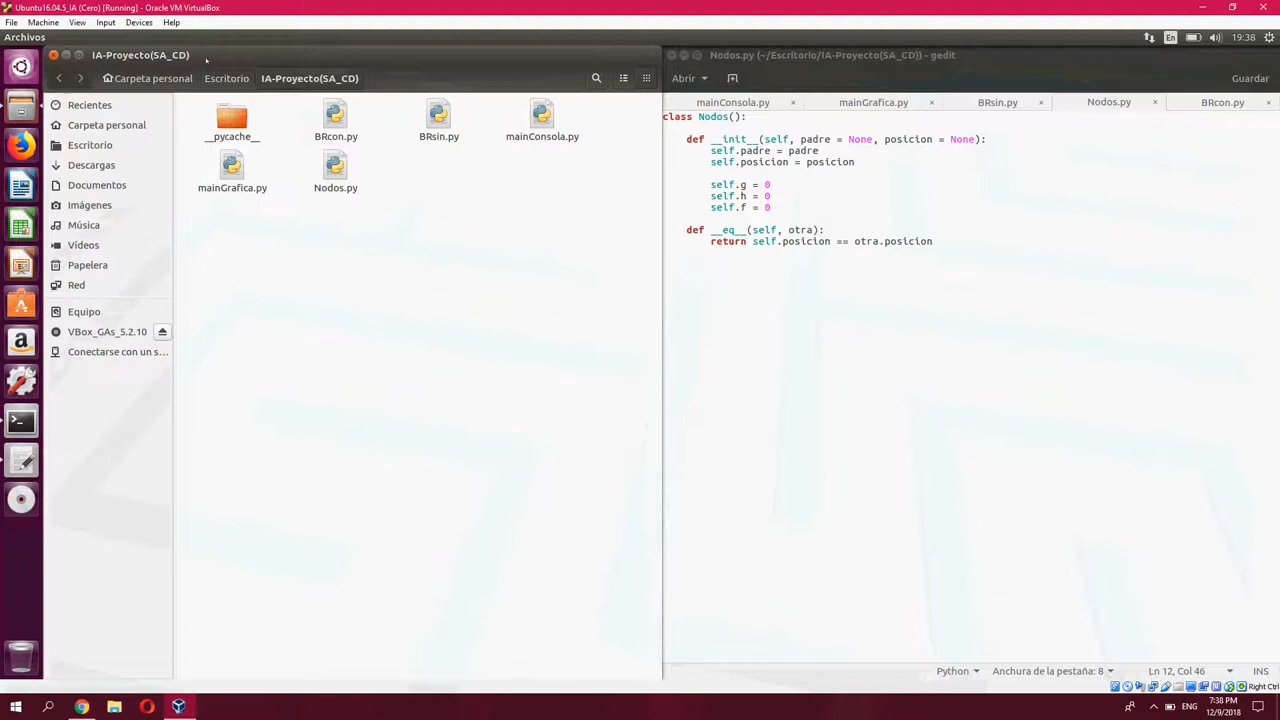 Ubuntu16.04.5_IA (Cero) [Running] - Oracle VM VirtualBox
File Machine View Input Devices Help
Archivos
En
19:38
IA-Proyecto(SA_CD)
Nodos.py (~/Escritorio/IA-Proyecto(SA_CD)) - gedit
Carpeta personal
Escritorio
IA-Proyecto(SA_CD)
Abrir
Guardar
mainConsola.py ×
mainGrafica.py ×
BRsin.py ×
Nodos.py ×
BRcon.py ×
Recientes
Carpeta personal
Escritorio
Descargas
Documentos
Imágenes
Música
Vídeos
Papelera
Red
Equipo
VBox_GAs_5.2.10
Conectarse con un s...
__pycache__
BRcon.py
BRsin.py
mainConsola.py
mainGrafica.py
Nodos.py
class Nodos():
def __init__(self, padre = None, posicion = None):
self.padre = padre
self.posicion = posicion
self.g = 0
self.h = 0
self.f = 0
def __eq__(self, otra):
return self.posicion == otra.posicion
Python
Anchura de la pestaña: 8
Ln 12, Col 46
INS
Right Ctrl
ENG
7:38 PM
12/9/2018